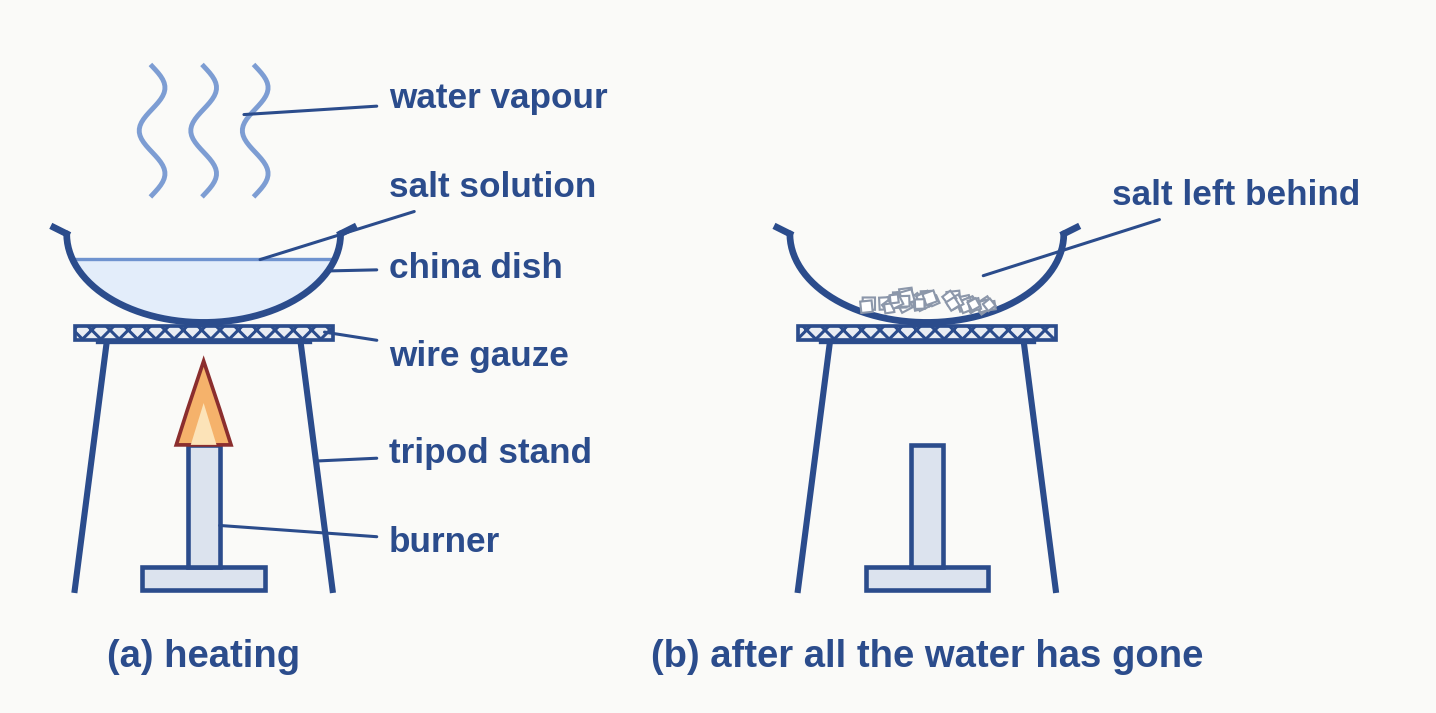 water vapour
salt solution
china dish
wire gauze
tripod stand
burner
(a) heating
salt left behind
(b) after all the water has gone